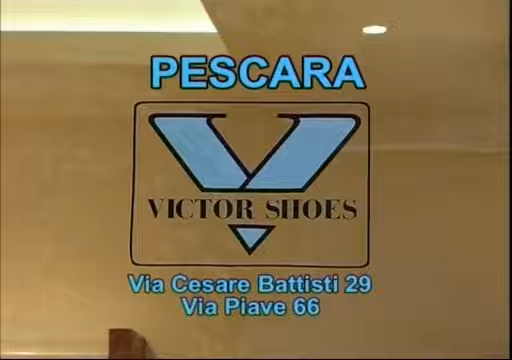 PESCARA
VICTOR SHOES
Via Cesare Battisti 29
Via Piave 66